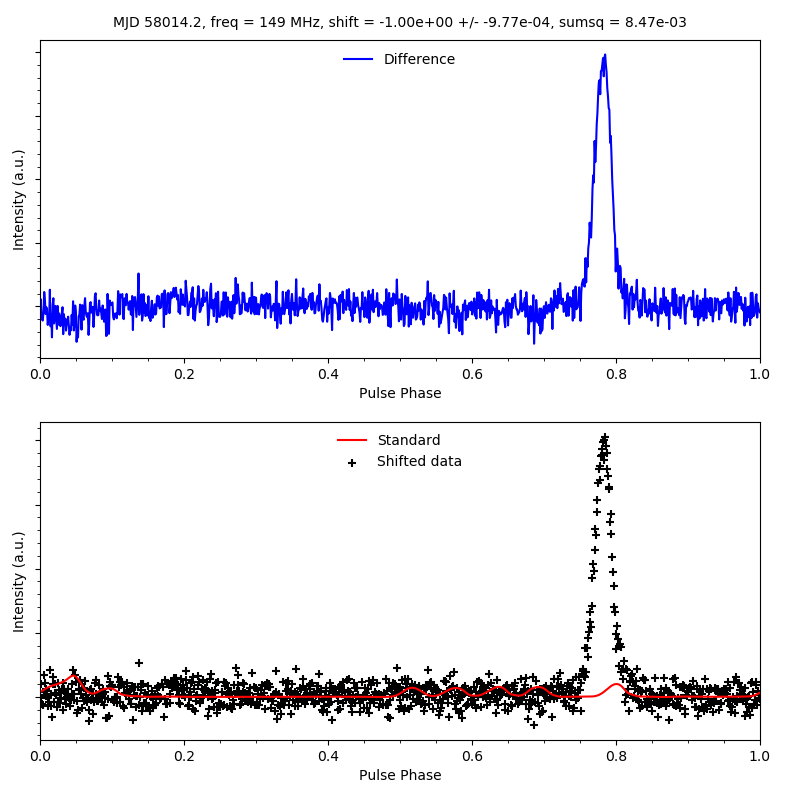 MJD 58014.2, freq = 149 MHz, shift = -1.00e+00 +/- -9.77e-04, sumsq = 8.47e-03
Difference
Intensity (a.u.)
0.0 0.2 0.4 0.6 0.8 1.0
Pulse Phase
Standard
Shifted data
Intensity (a.u.)
0.0 0.2 0.4 0.6 0.8 1.0
Pulse Phase